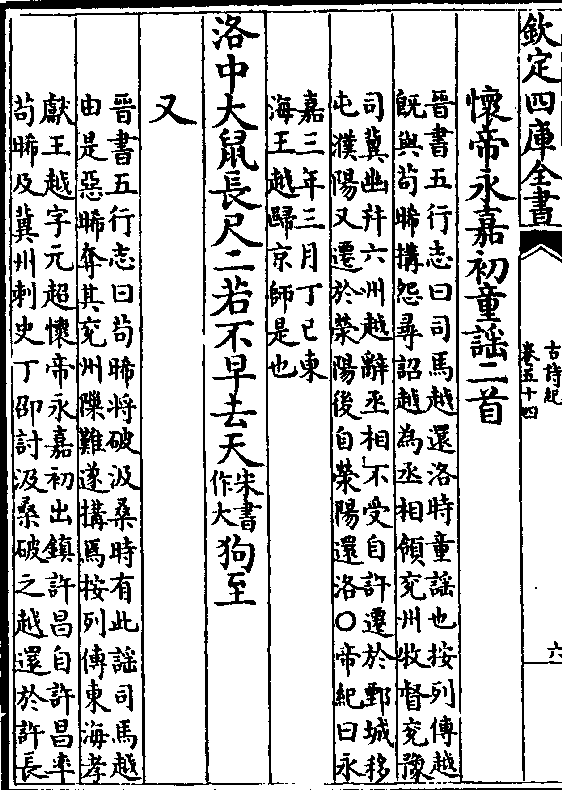 欽定四庫全書
古詩紀
卷五十四
六
懷帝永嘉初童謡二首
晉書五行志曰司馬越還洛時童謡也按列傳越
既與茍晞搆怨尋詔越為丞相領兖州牧督兖豫
司冀幽并六州越辭丞相不受自許遷於鄄城移
屯濮陽又遷於滎陽後自滎陽還洛○帝紀曰永
嘉三年三月丁已東
海王越歸京師是也
洛中大鼠長尺二若不早去天宋書作大狗至
又
晉書五行志曰茍晞將破汲桑時有此謡司馬越
由是惡晞奪其兖州隟難遂搆焉按列傳東海孝
獻王越字元超懷帝永嘉初出鎮許昌自許昌率
茍晞及冀州刺史丁邵討汲桑破之越還於許長